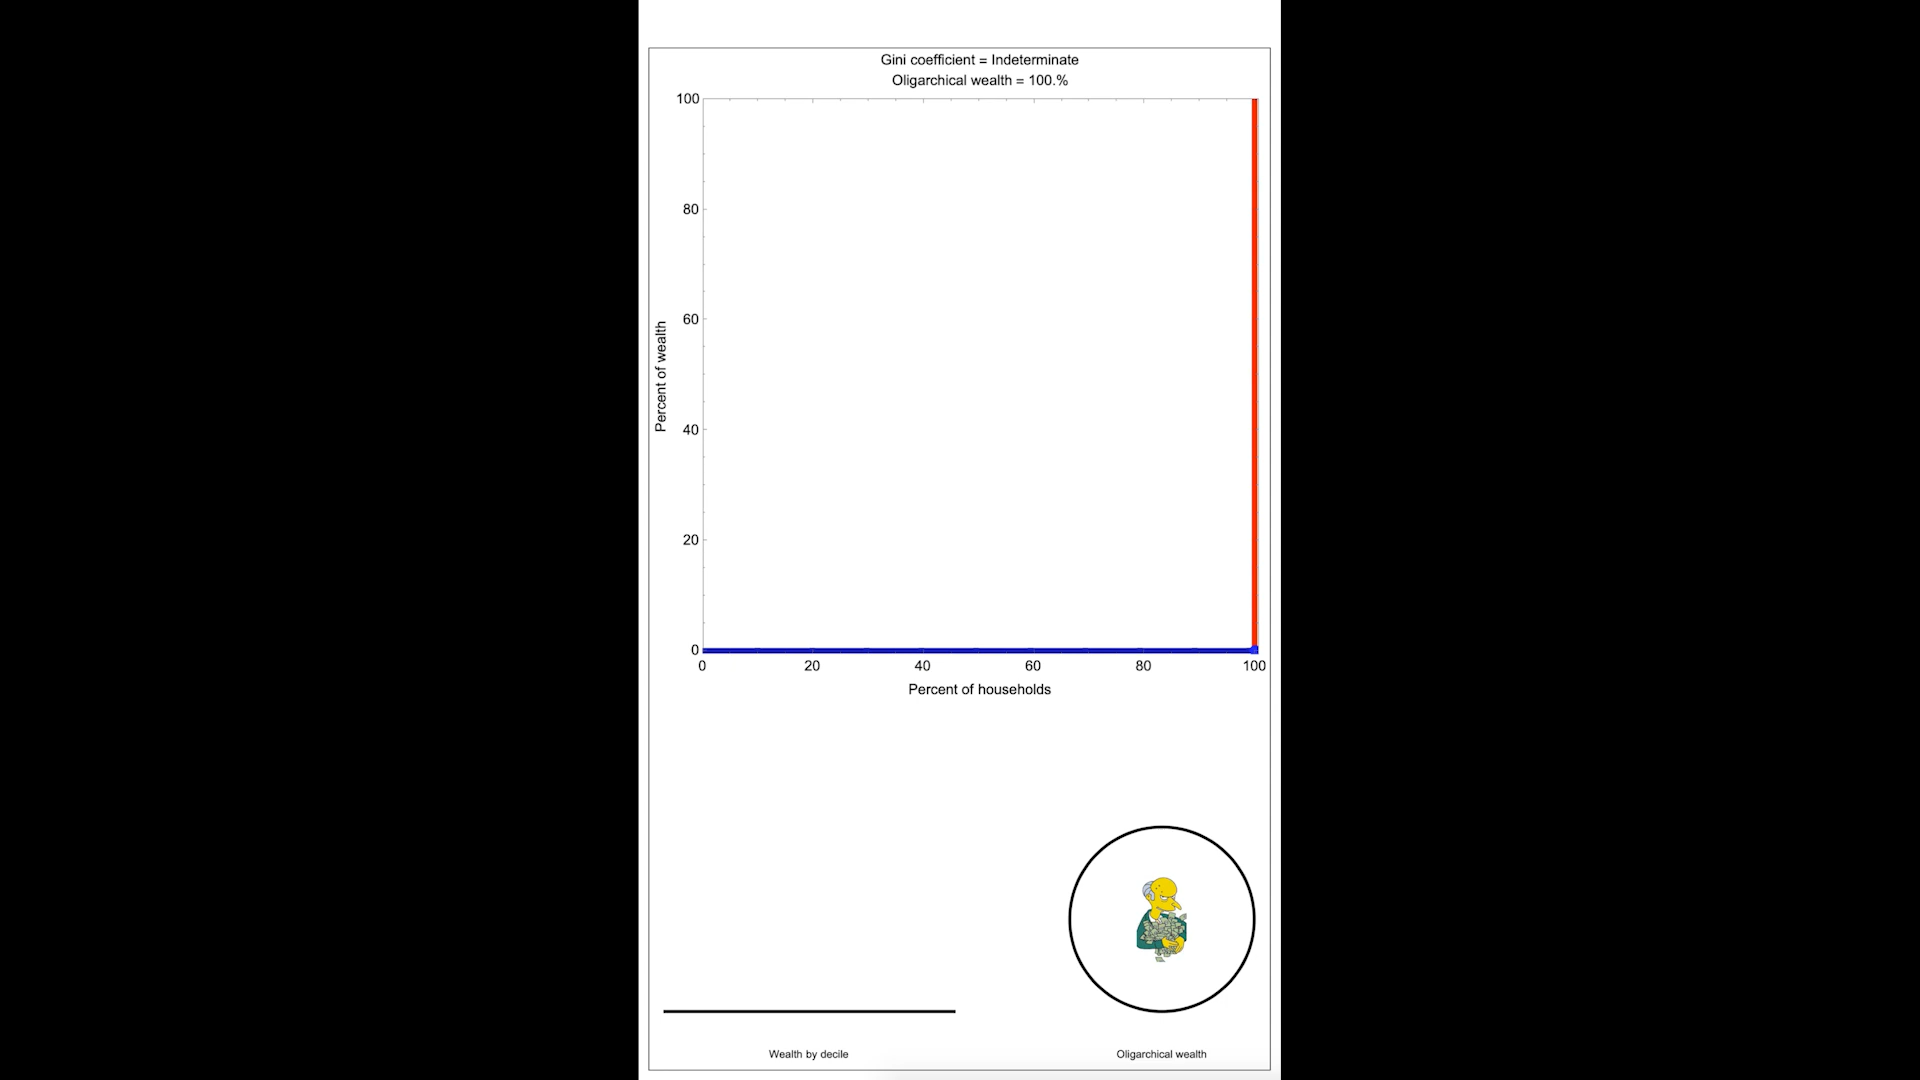 Gini coefficient = Indeterminate
Oligarchical wealth = 100.%
100
80
60
40
20
0
Percent of wealth
0 20 40 60 80 100
Percent of households
Wealth by decile
Oligarchical wealth